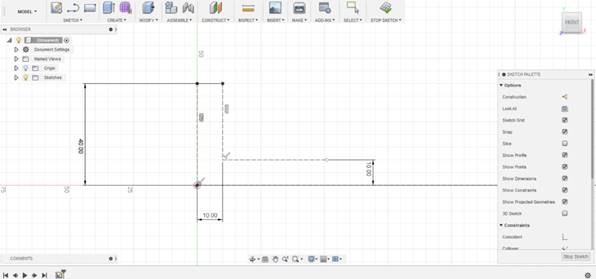 MODEL
SKETCH
CREATE
MODIFY
ASSEMBLE
CONSTRUCT
INSPECT
INSERT
MAKE
ADD-INS
SELECT
STOP SKETCH
BROWSER
Document Settings
Named Views
Origin
Sketches
FRONT
50
40.00
10.00
10.00
75
50
25
SKETCH PALETTE
Options
Construction
Look At
Sketch Grid
Snap
Slice
Show Profile
Show Points
Show Dimensions
Show Constraints
Show Projected Geometries
3D Sketch
Constraints
Coincident
Collinear
Stop Sketch
COMMENTS